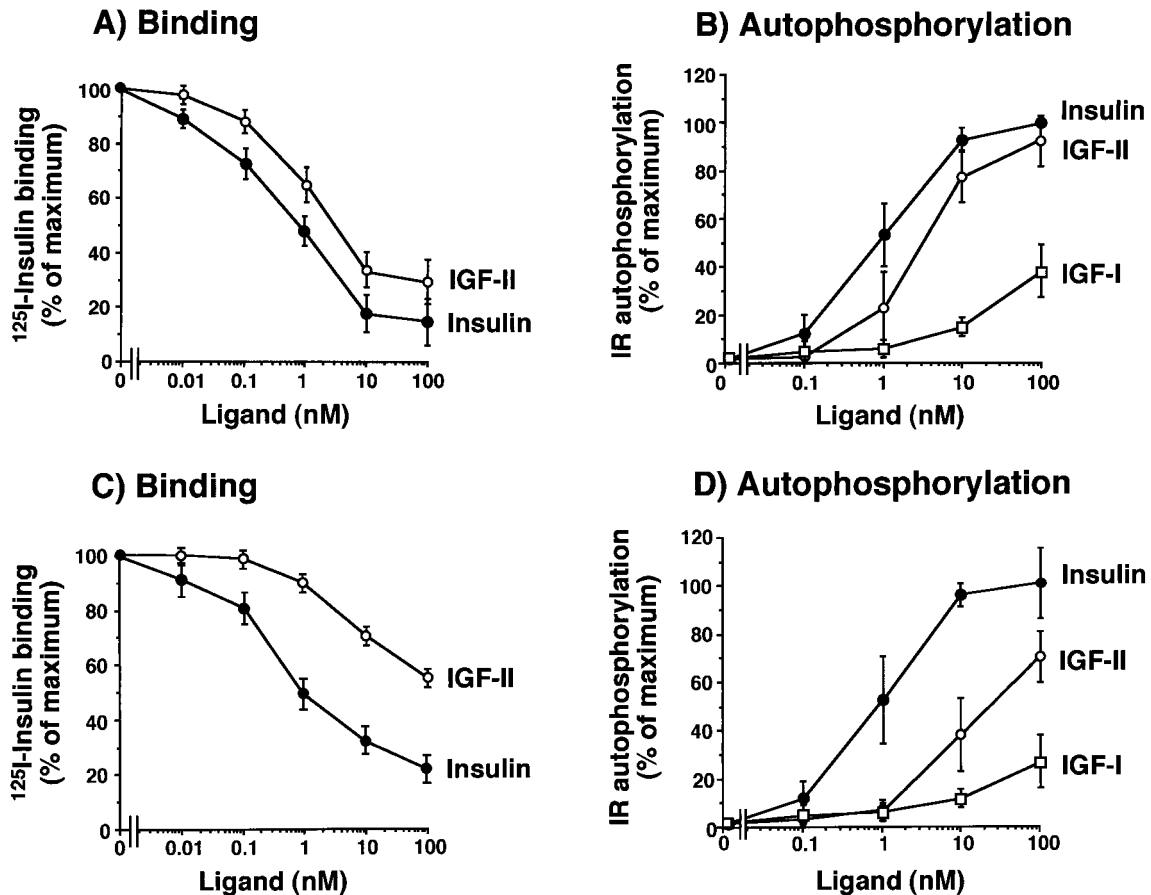 A) Binding
¹²⁵I-Insulin binding
(% of maximum)
100
80
60
40
20
0
IGF-II
Insulin
0 0.01 0.1 1 10 100
Ligand (nM)
B) Autophosphorylation
IR autophosphorylation
(% of maximum)
120
100
80
60
40
20
0
Insulin
IGF-II
IGF-I
0 0.1 1 10 100
Ligand (nM)
C) Binding
¹²⁵I-Insulin binding
(% of maximum)
100
80
60
40
20
0
IGF-II
Insulin
0 0.01 0.1 1 10 100
Ligand (nM)
D) Autophosphorylation
IR autophosphorylation
(% of maximum)
120
100
80
60
40
20
0
Insulin
IGF-II
IGF-I
0 0.1 1 10 100
Ligand (nM)